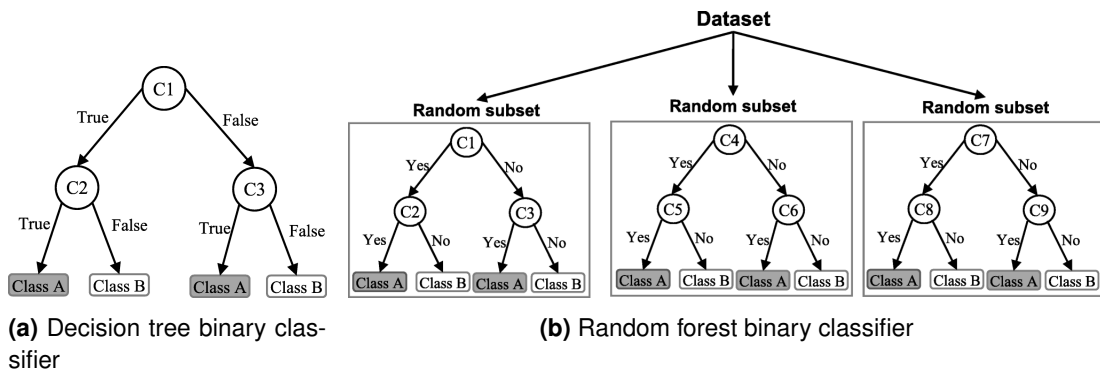 C1
True
False
C2
C3
True
False
True
False
Class A
Class B
Class A
Class B
(a) Decision tree binary clas-
sifier
Dataset
Random subset
Random subset
Random subset
C1
Yes
No
C2
C3
Yes
No
Yes
No
Class A
Class B
Class A
Class B
C4
Yes
No
C5
C6
Yes
No
Yes
No
Class A
Class B
Class A
Class B
C7
Yes
No
C8
C9
Yes
No
Yes
No
Class A
Class B
Class A
Class B
(b) Random forest binary classifier